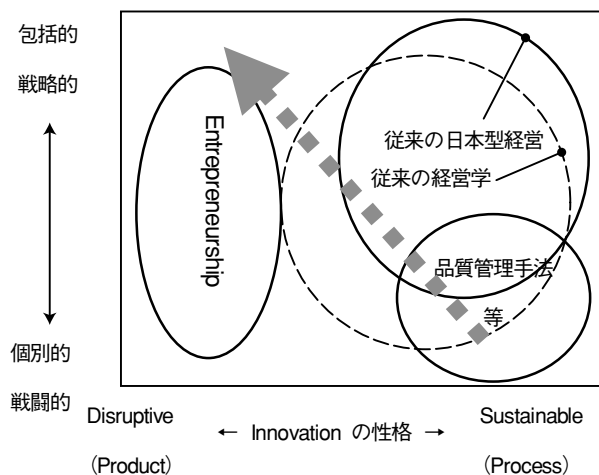 包括的
戦略的
従来の日本型経営
従来の経営学
Entrepreneurship
品質管理手法
等
個別的
戦闘的
Disruptive
← Innovation の性格 →
Sustainable
（Product）
（Process）